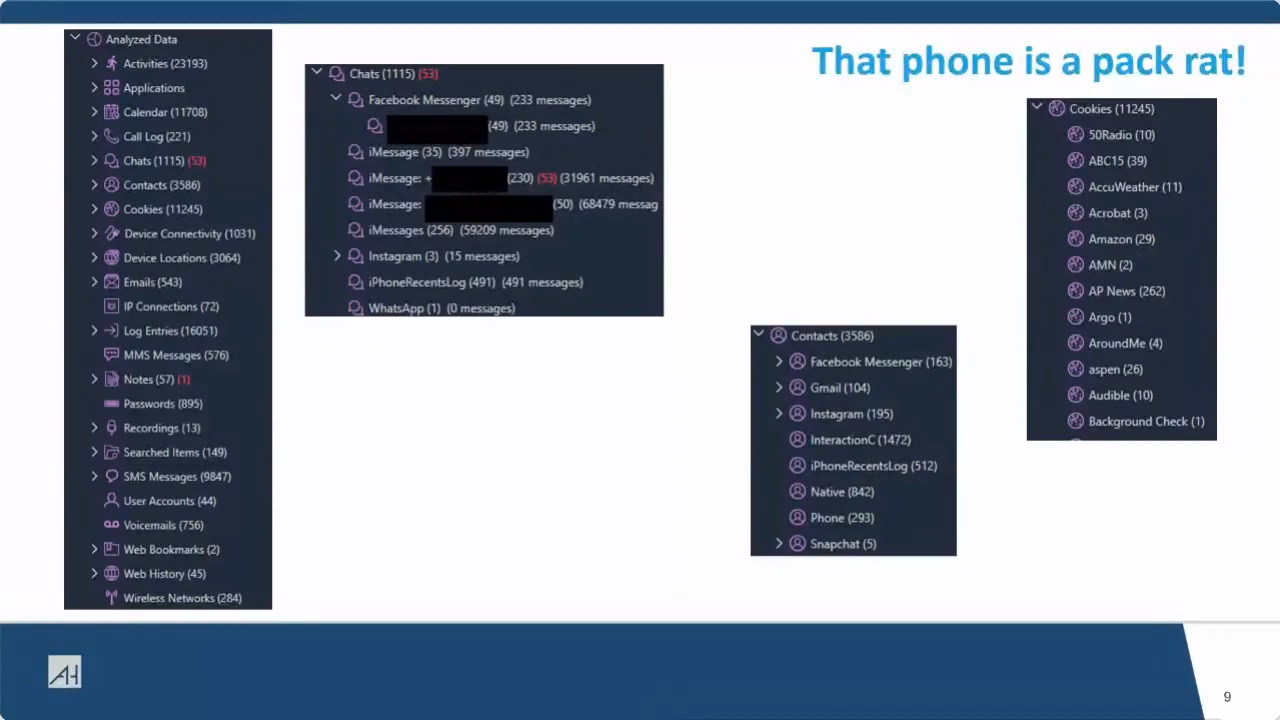 That phone is a pack rat!
Analyzed Data
Activities (23193)
Applications
Calendar (11708)
Call Log (221)
Chats (1115) (53)
Contacts (3586)
Cookies (11245)
Device Connectivity (1031)
Device Locations (3064)
Emails (543)
IP Connections (72)
Log Entries (16051)
MMS Messages (576)
Notes (57) (1)
Passwords (895)
Recordings (13)
Searched Items (149)
SMS Messages (9847)
User Accounts (44)
Voicemails (756)
Web Bookmarks (2)
Web History (45)
Wireless Networks (284)
Chats (1115) (53)
Facebook Messenger (49) (233 messages)
(49) (233 messages)
iMessage (35) (397 messages)
iMessage: + (230) (53) (31961 messages)
iMessage: (50) (68479 messag
iMessages (256) (59209 messages)
Instagram (3) (15 messages)
iPhoneRecentsLog (491) (491 messages)
WhatsApp (1) (0 messages)
Contacts (3586)
Facebook Messenger (163)
Gmail (104)
Instagram (195)
InteractionC (1472)
iPhoneRecentsLog (512)
Native (842)
Phone (293)
Snapchat (5)
Cookies (11245)
50Radio (10)
ABC15 (39)
AccuWeather (11)
Acrobat (3)
Amazon (29)
AMN (2)
AP News (262)
Argo (1)
AroundMe (4)
aspen (26)
Audible (10)
Background Check (1)
AH
9